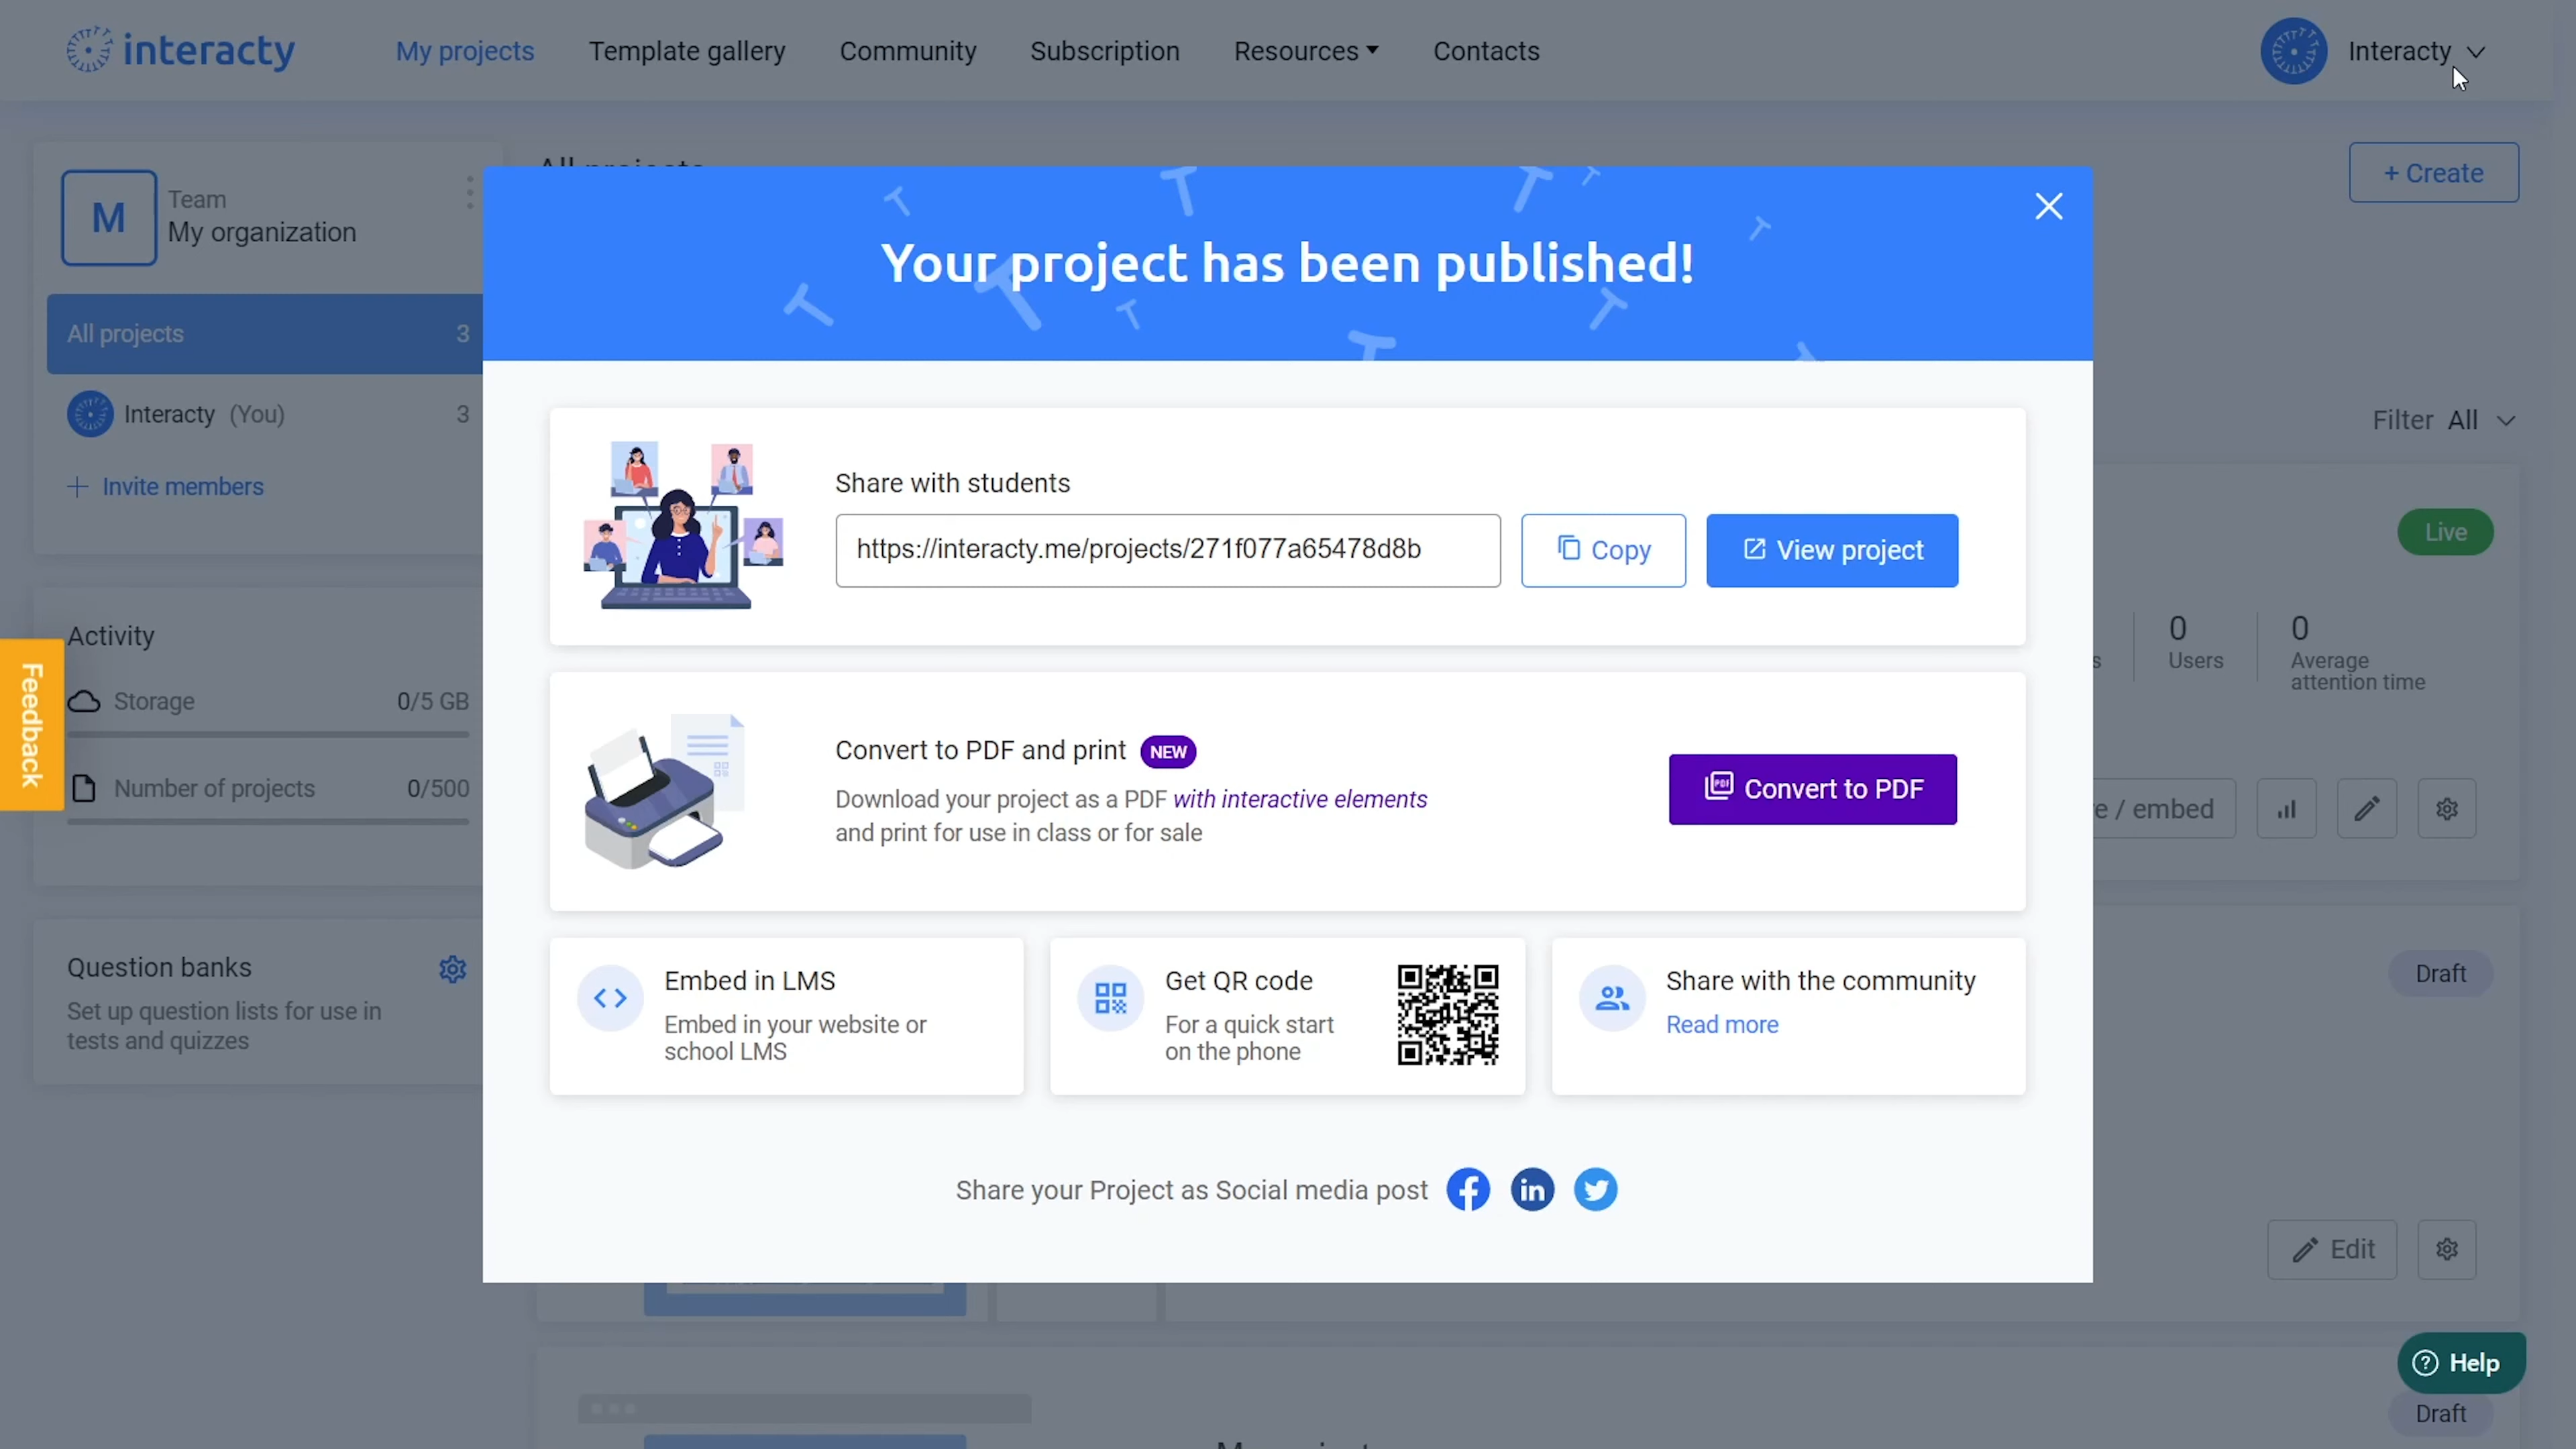 interacty
My projects
Template gallery
Community
Subscription
Resources
Contacts
Interacty
M
Team
My organization
All projects 3
Interacty (You) 3
+ Invite members
Activity
Storage 0/5 GB
Number of projects 0/500
Question banks
Set up question lists for use in
tests and quizzes
Feedback
+ Create
Filter All
Live
0
Users
0
Average
attention time
/ embed
Draft
Edit
Help
Draft
Your project has been published!
Share with students
https://interacty.me/projects/271f077a65478d8b
Copy
View project
Convert to PDF and print NEW
Download your project as a PDF with interactive elements
and print for use in class or for sale
PDF Convert to PDF
Embed in LMS
Embed in your website or
school LMS
Get QR code
For a quick start
on the phone
Share with the community
Read more
Share your Project as Social media post